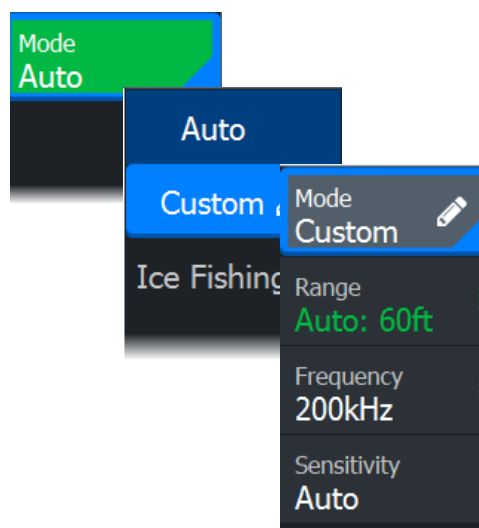 Mode
Auto
Auto
Custom
Ice Fishing
Mode
Custom
Range
Auto: 60ft
Frequency
200kHz
Sensitivity
Auto